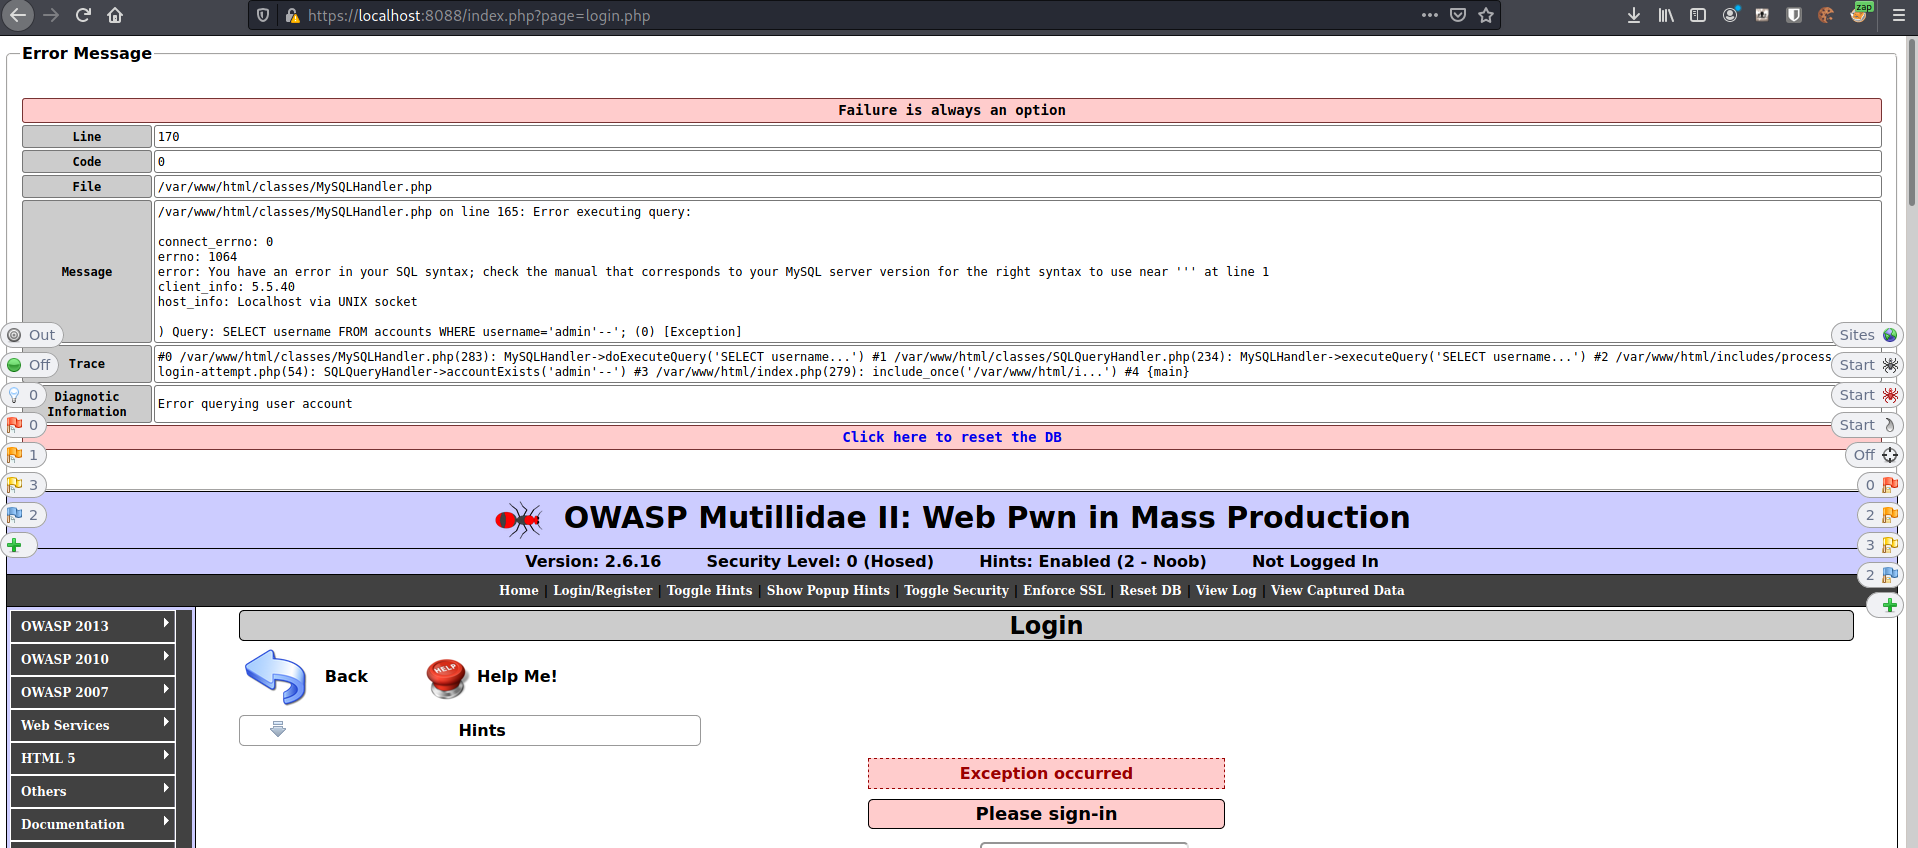 https://localhost:8088/index.php?page=login.php
zap
Error Message
Failure is always an option
Line 170
Code 0
File /var/www/html/classes/MySQLHandler.php
Message
/var/www/html/classes/MySQLHandler.php on line 165: Error executing query:
connect_errno: 0
errno: 1064
error: You have an error in your SQL syntax; check the manual that corresponds to your MySQL server version for the right syntax to use near ''' at line 1
client_info: 5.5.40
host_info: Localhost via UNIX socket
) Query: SELECT username FROM accounts WHERE username='admin'--'; (0) [Exception]
Trace
#0 /var/www/html/classes/MySQLHandler.php(283): MySQLHandler->doExecuteQuery('SELECT username...') #1 /var/www/html/classes/SQLQueryHandler.php(234): MySQLHandler->executeQuery('SELECT username...') #2 /var/www/html/includes/process
login-attempt.php(54): SQLQueryHandler->accountExists('admin'--') #3 /var/www/html/index.php(279): include_once('/var/www/html/i...') #4 {main}
Diagnotic
Information
Error querying user account
Click here to reset the DB
Out
Off
0
0
1
3
2
Sites
Start
Start
Start
Off
0
2
3
2
OWASP Mutillidae II: Web Pwn in Mass Production
Version: 2.6.16 Security Level: 0 (Hosed) Hints: Enabled (2 - Noob) Not Logged In
Home | Login/Register | Toggle Hints | Show Popup Hints | Toggle Security | Enforce SSL | Reset DB | View Log | View Captured Data
OWASP 2013
OWASP 2010
OWASP 2007
Web Services
HTML 5
Others
Documentation
Login
Back
HELP
Help Me!
Hints
Exception occurred
Please sign-in